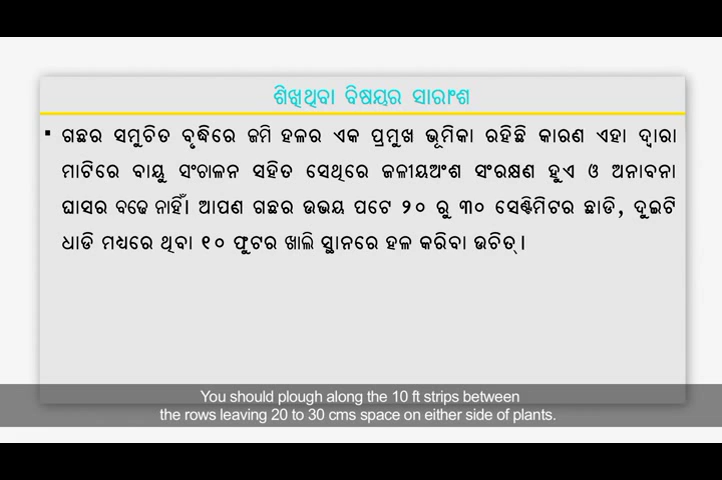 ଶିଖିଥିବା ବିଷୟର ସାରାଂଶ
▪ ଗଛର ସମୁଚିତ ବୃଦ୍ଧିରେ ଜମି ହଳର ଏକ ପ୍ରମୁଖ ଭୂମିକା ରହିଛି କାରଣ ଏହା ଦ୍ୱାରା
ମାଟିରେ ବାୟୁ ସଂଚାଳନ ସହିତ ସେଥିରେ ଜଳୀୟଅଂଶ ସଂରକ୍ଷଣ ହୁଏ ଓ ଅନାବନା
ଘାସର ବଢେ ନାହିଁ। ଆପଣ ଗଛର ଉଭୟ ପଟେ ୨୦ ରୁ ୩୦ ସେଣ୍ଟିମିଟର ଛାଡି, ଦୁଇଟି
ଧାଡି ମଧ୍ୟରେ ଥିବା ୧୦ ଫୁଟର ଖାଲି ସ୍ଥାନରେ ହଳ କରିବା ଉଚିତ୍।
You should plough along the 10 ft strips between
the rows leaving 20 to 30 cms space on either side of plants.